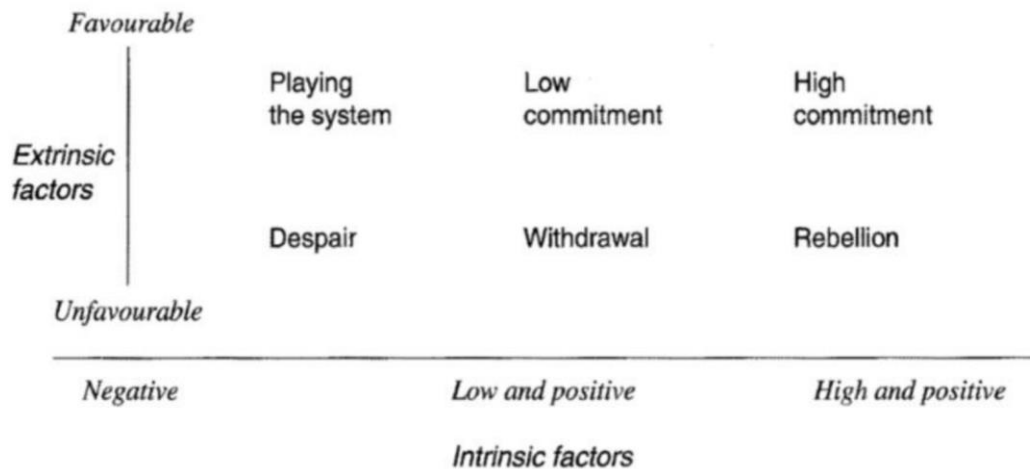 Favourable
Playing
the system
Low
commitment
High
commitment
Extrinsic
factors
Despair
Withdrawal
Rebellion
Unfavourable
Negative
Low and positive
High and positive
Intrinsic factors